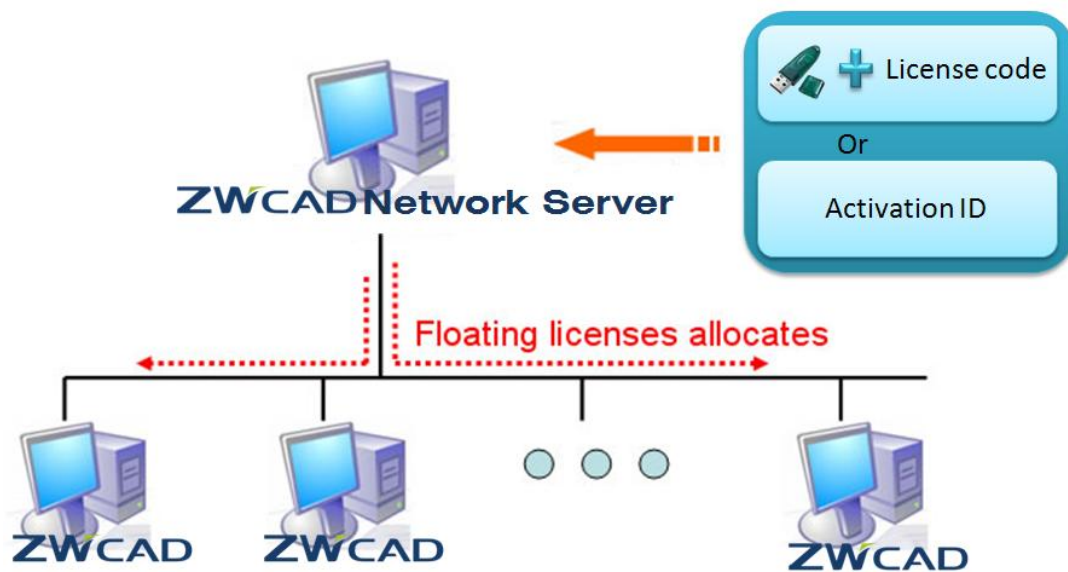 License code
Or
Activation ID
ZWCAD Network Server
Floating licenses allocates
ZWCAD
ZWCAD
ZWCAD